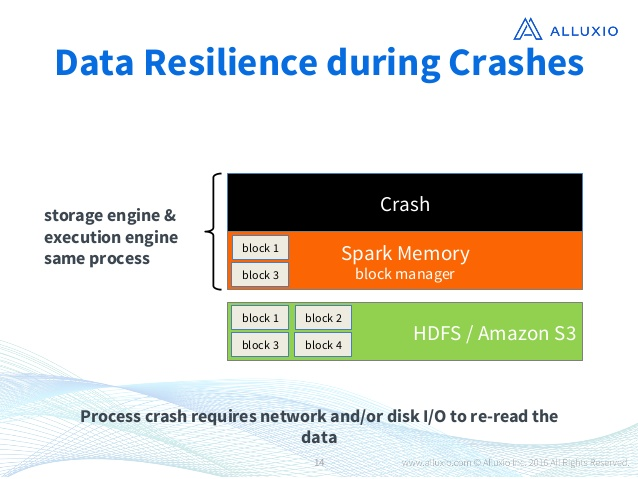 ALLUXIO
Data Resilience during Crashes
storage engine &
execution engine
same process
Crash
block 1
block 3
Spark Memory
block manager
block 1 block 2
block 3 block 4
HDFS / Amazon S3
Process crash requires network and/or disk I/O to re-read the
data
14
www.alluxio.com © Alluxio Inc. 2016 All Rights Reserved.